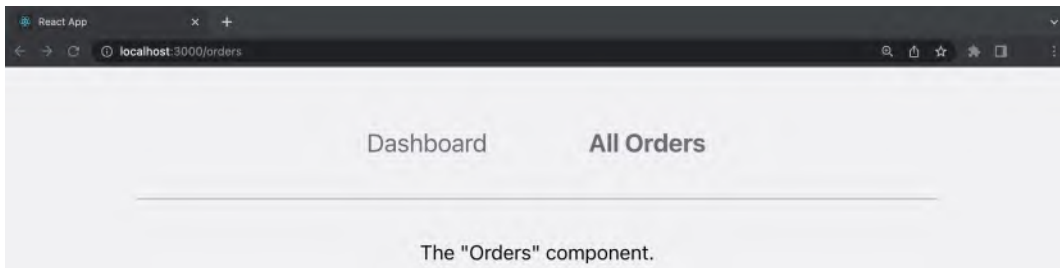 React App
localhost:3000/orders
Dashboard All Orders
The "Orders" component.